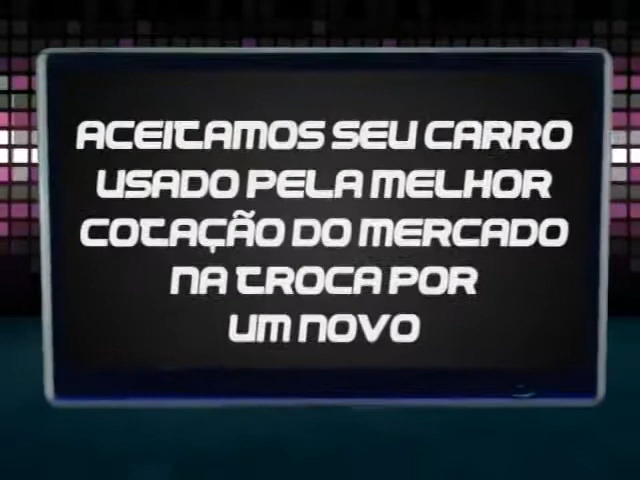 ACEITAMOS SEU CARRO
USADO PELA MELHOR
COTAÇÃO DO MERCADO
NA TROCA POR
UM NOVO